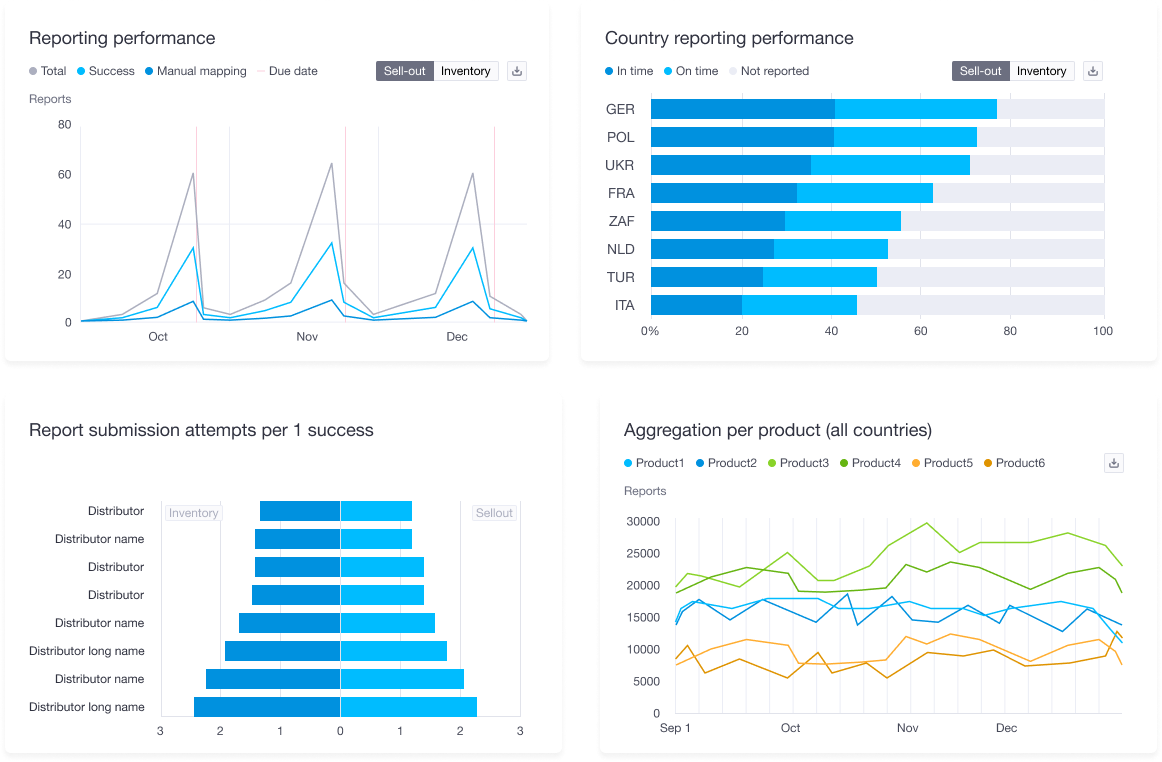 Reporting performance
Total Success Manual mapping Due date Sell-out Inventory
Reports
80
60
40
20
0
Oct Nov Dec
Country reporting performance
In time On time Not reported Sell-out Inventory
GER
POL
UKR
FRA
ZAF
NLD
TUR
ITA
0% 20 40 60 80 100
Report submission attempts per 1 success
Inventory Sellout
Distributor
Distributor name
Distributor
Distributor
Distributor name
Distributor long name
Distributor name
Distributor long name
3 2 1 0 1 2 3
Aggregation per product (all countries)
Product1 Product2 Product3 Product4 Product5 Product6
Reports
30000
25000
20000
15000
10000
5000
0
Sep 1 Oct Nov Dec